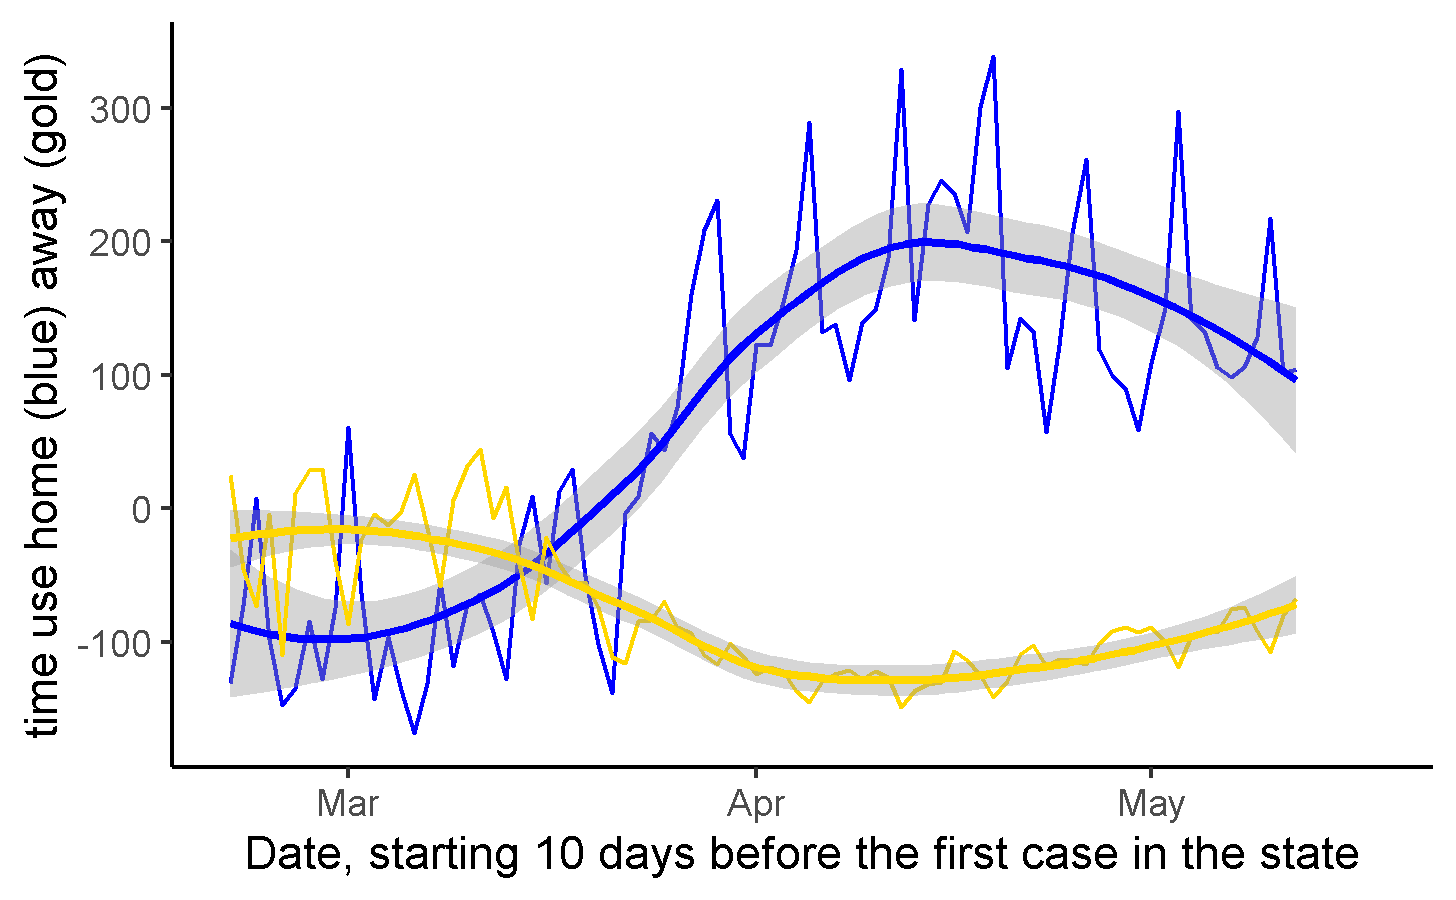 time use home (blue) away (gold)
300
200
100
0
-100
Mar
Apr
May
Date, starting 10 days before the first case in the state